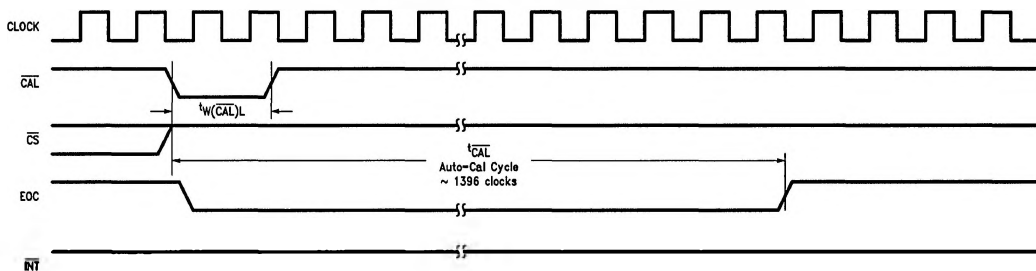 CLOCK
CAL
tW(CAL)L
CS
tCAL
Auto-Cal Cycle
~ 1396 clocks
EOC
INT